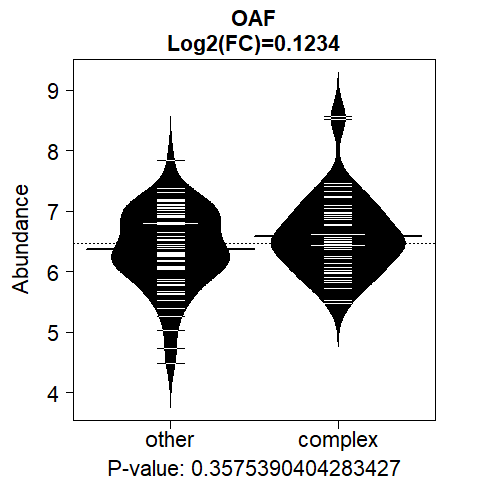 OAF
Log2(FC)=0.1234
Abundance
9
8
7
6
5
4
other complex
P-value: 0.3575390404283427